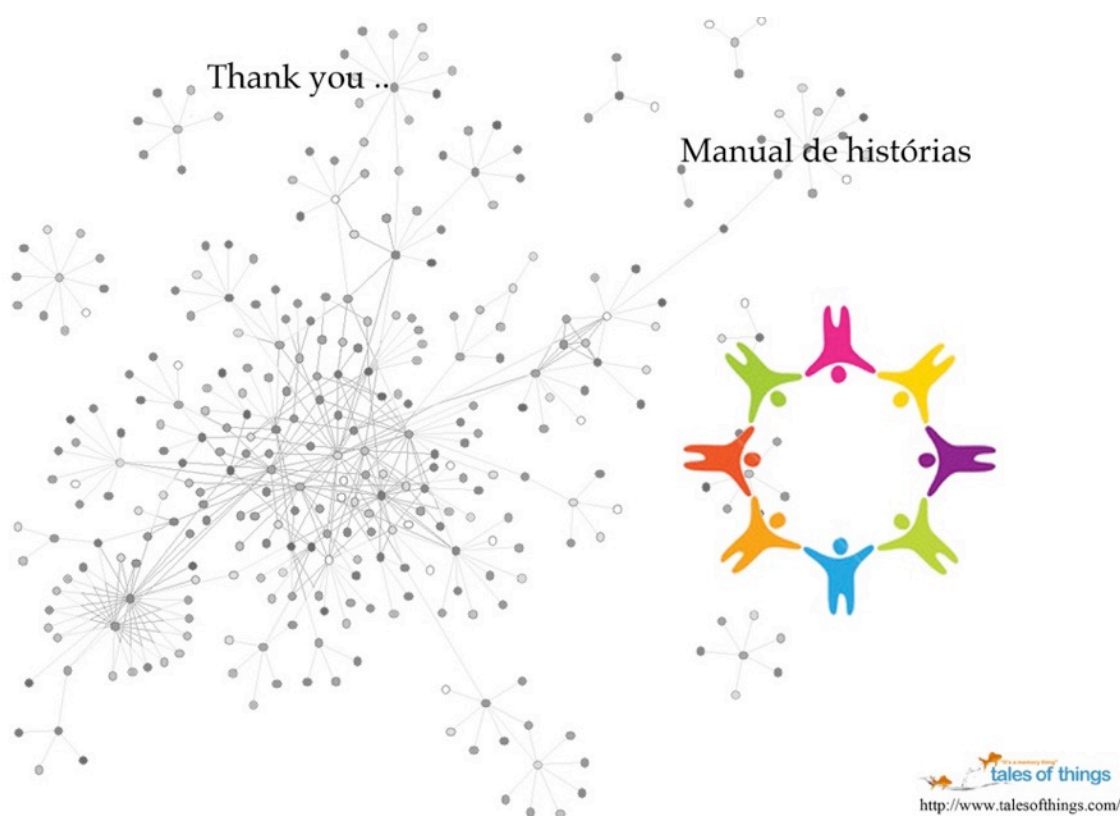 Thank you ..
Manual de histórias
"it's a memory thing"
tales of things
http://www.talesofthings.com/